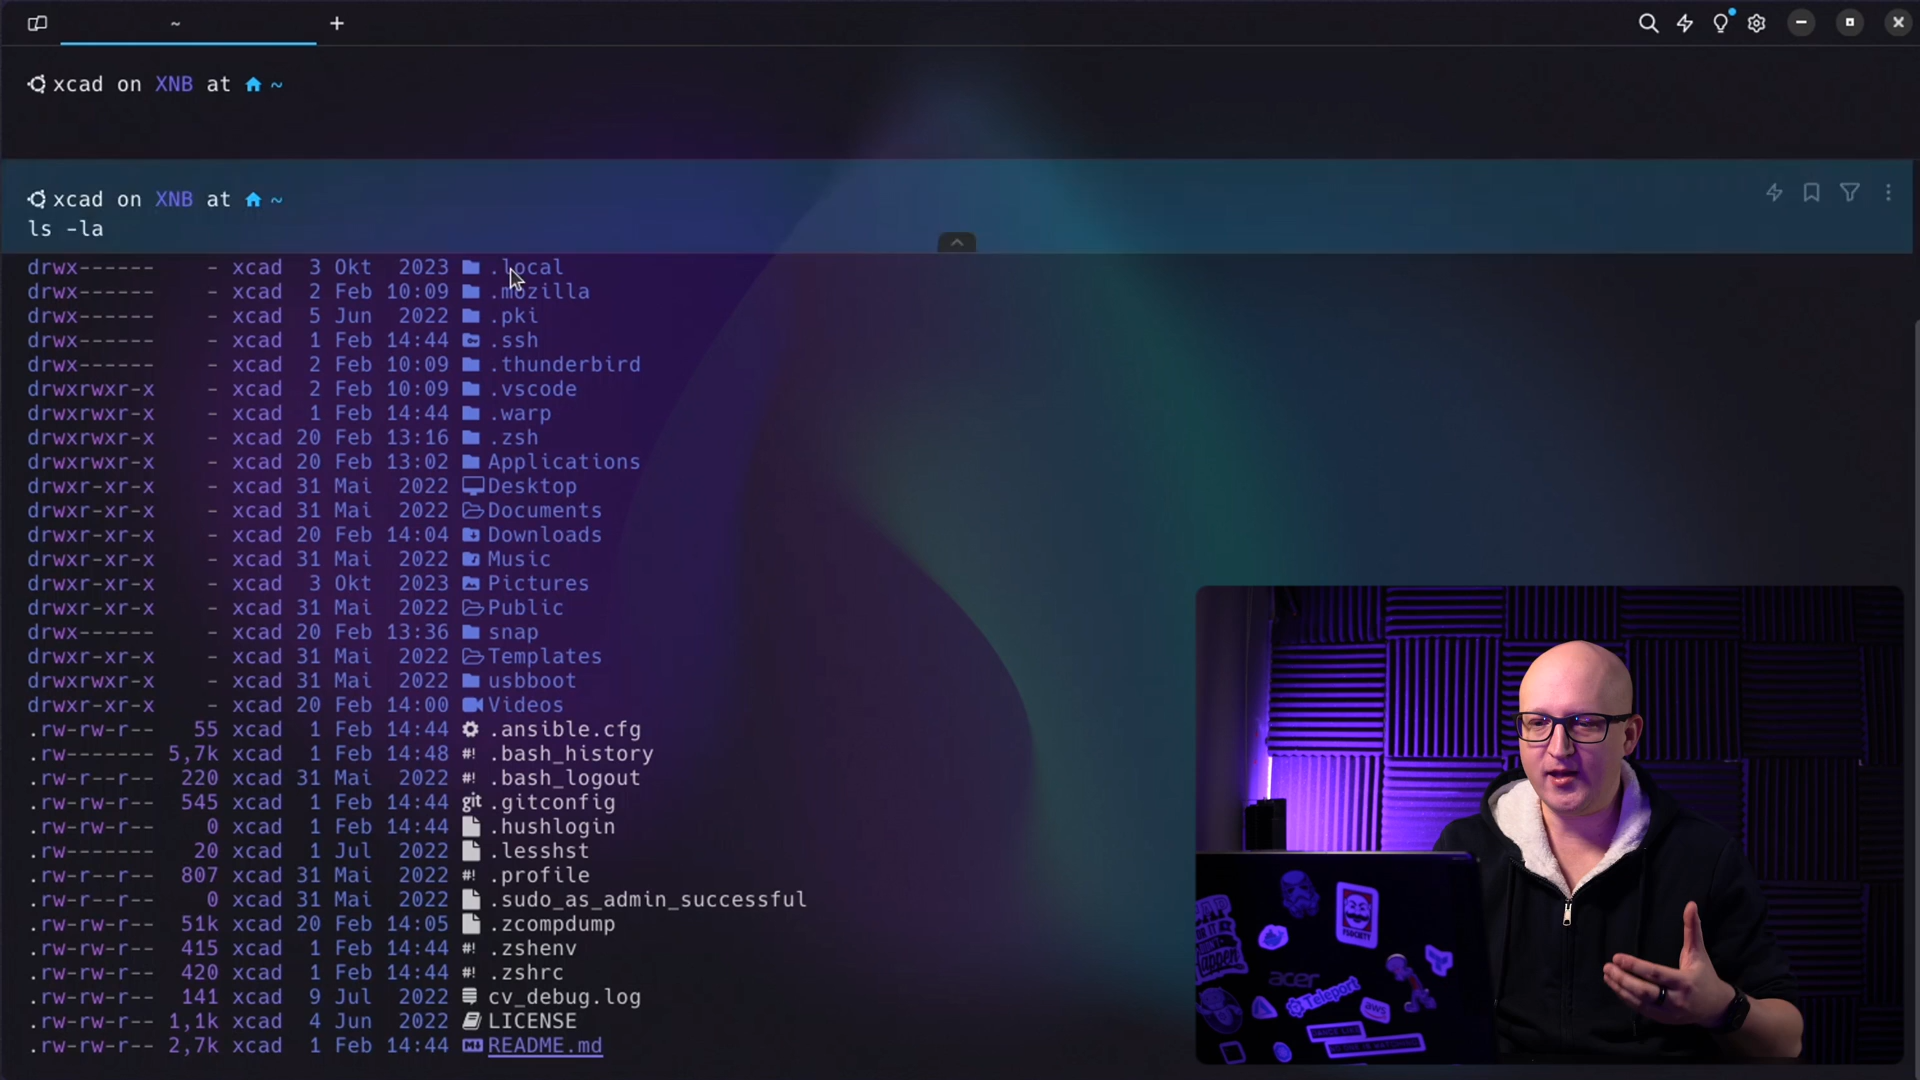 ~ +
xcad on XNB at ~
xcad on XNB at ~
ls -la
drwx------ - xcad 3 Okt 2023 .local
drwx------ - xcad 2 Feb 10:09 .mozilla
drwx------ - xcad 5 Jun 2022 .pki
drwx------ - xcad 1 Feb 14:44 .ssh
drwx------ - xcad 2 Feb 10:09 .thunderbird
drwxrwxr-x - xcad 2 Feb 10:09 .vscode
drwxrwxr-x - xcad 1 Feb 14:44 .warp
drwxrwxr-x - xcad 20 Feb 13:16 .zsh
drwxrwxr-x - xcad 20 Feb 13:02 Applications
drwxr-xr-x - xcad 31 Mai 2022 Desktop
drwxr-xr-x - xcad 31 Mai 2022 Documents
drwxr-xr-x - xcad 20 Feb 14:04 Downloads
drwxr-xr-x - xcad 31 Mai 2022 Music
drwxr-xr-x - xcad 3 Okt 2023 Pictures
drwxr-xr-x - xcad 31 Mai 2022 Public
drwx------ - xcad 20 Feb 13:36 snap
drwxr-xr-x - xcad 31 Mai 2022 Templates
drwxrwxr-x - xcad 31 Mai 2022 usbboot
drwxr-xr-x - xcad 20 Feb 14:00 Videos
.rw-rw-r-- 55 xcad 1 Feb 14:44 .ansible.cfg
.rw------- 5,7k xcad 1 Feb 14:48 #! .bash_history
.rw-r--r-- 220 xcad 31 Mai 2022 #! .bash_logout
.rw-rw-r-- 545 xcad 1 Feb 14:44 git .gitconfig
.rw-rw-r-- 0 xcad 1 Feb 14:44 .hushlogin
.rw------- 20 xcad 1 Jul 2022 .lesshst
.rw-r--r-- 807 xcad 31 Mai 2022 #! .profile
.rw-r--r-- 0 xcad 31 Mai 2022 .sudo_as_admin_successful
.rw-rw-r-- 51k xcad 20 Feb 14:05 .zcompdump
.rw-rw-r-- 415 xcad 1 Feb 14:44 #! .zshenv
.rw-rw-r-- 420 xcad 1 Feb 14:44 #! .zshrc
.rw-rw-r-- 141 xcad 9 Jul 2022 cv_debug.log
.rw-rw-r-- 1,1k xcad 4 Jun 2022 LICENSE
.rw-rw-r-- 2,7k xcad 1 Feb 14:44 README.md
FSOCIETY
acer
Teleport
aws